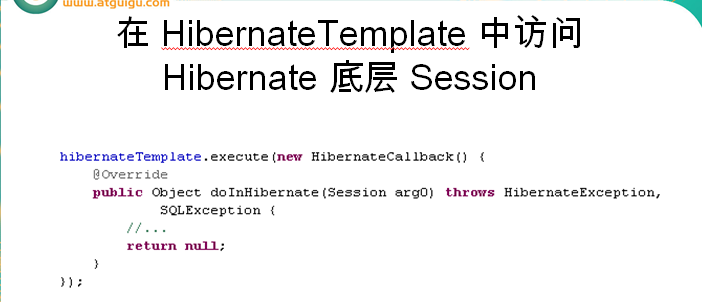 www.atguigu.com
在 HibernateTemplate 中访问
Hibernate 底层 Session
hibernateTemplate.execute(new HibernateCallback() {
@Override
public Object doInHibernate(Session arg0) throws HibernateException,
SQLException {
//...
return null;
}
});